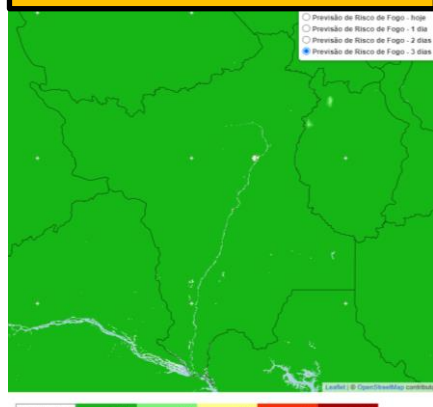 Previsão de Risco de Fogo - hoje
Previsão de Risco de Fogo - 1 dia
Previsão de Risco de Fogo - 2 dias
Previsão de Risco de Fogo - 3 dias
Leaflet | © OpenStreetMap contributo